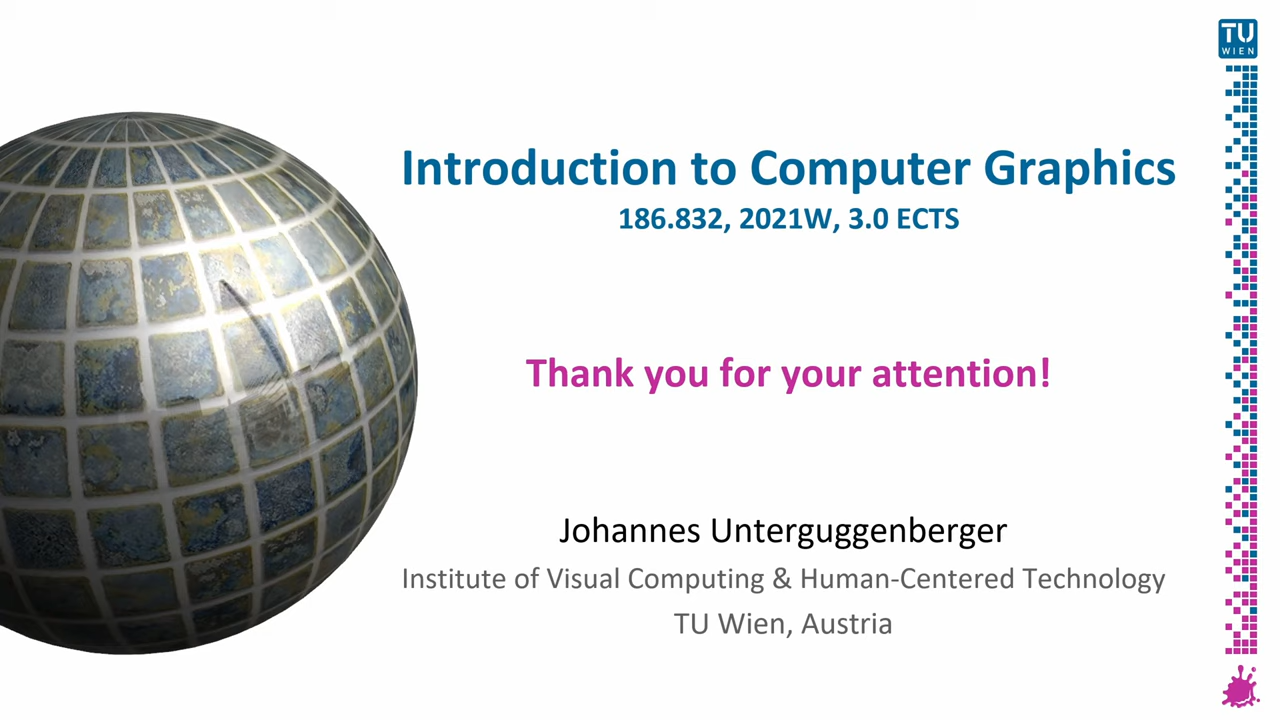 TU
WIEN
Introduction to Computer Graphics
186.832, 2021W, 3.0 ECTS
Thank you for your attention!
Johannes Unterguggenberger
Institute of Visual Computing & Human-Centered Technology
TU Wien, Austria